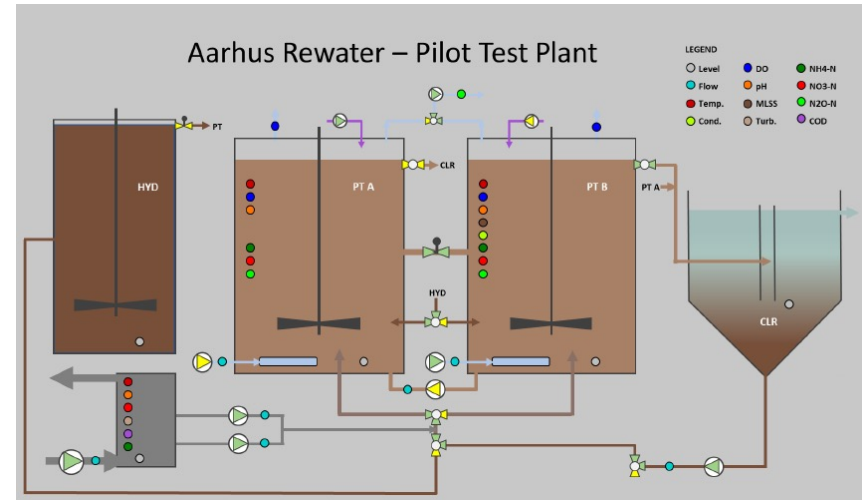 Aarhus Rewater – Pilot Test Plant
LEGEND
Level
DO
NH4-N
Flow
pH
NO3-N
Temp.
MLSS
N2O-N
Cond.
Turb.
COD
PT
CLR
HYD
PT A
PT B
PT A
HYD
CLR